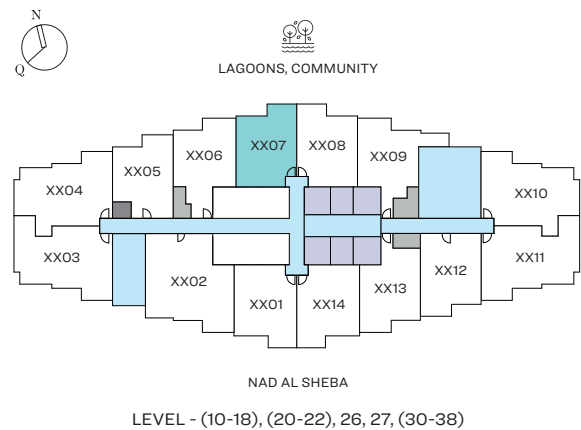 N
Q
LAGOONS, COMMUNITY
XX07
XX08
XX06
XX09
XX05
XX04
XX10
XX03
XX02
XX01
XX14
XX13
XX12
XX11
NAD AL SHEBA
LEVEL - (10-18), (20-22), 26, 27, (30-38)